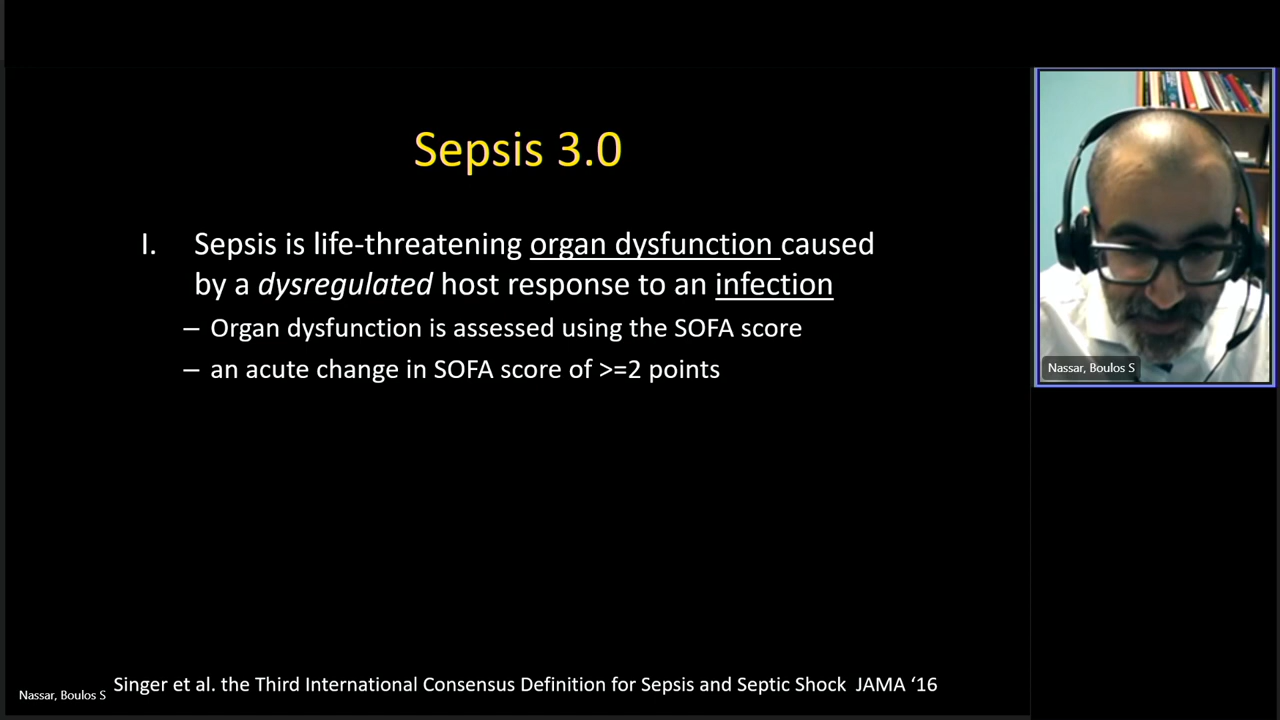 Sepsis 3.0
I. Sepsis is life-threatening organ dysfunction caused
by a dysregulated host response to an infection
– Organ dysfunction is assessed using the SOFA score
– an acute change in SOFA score of >=2 points
Nassar, Boulos S
Singer et al. the Third International Consensus Definition for Sepsis and Septic Shock JAMA ‘16
Nassar, Boulos S